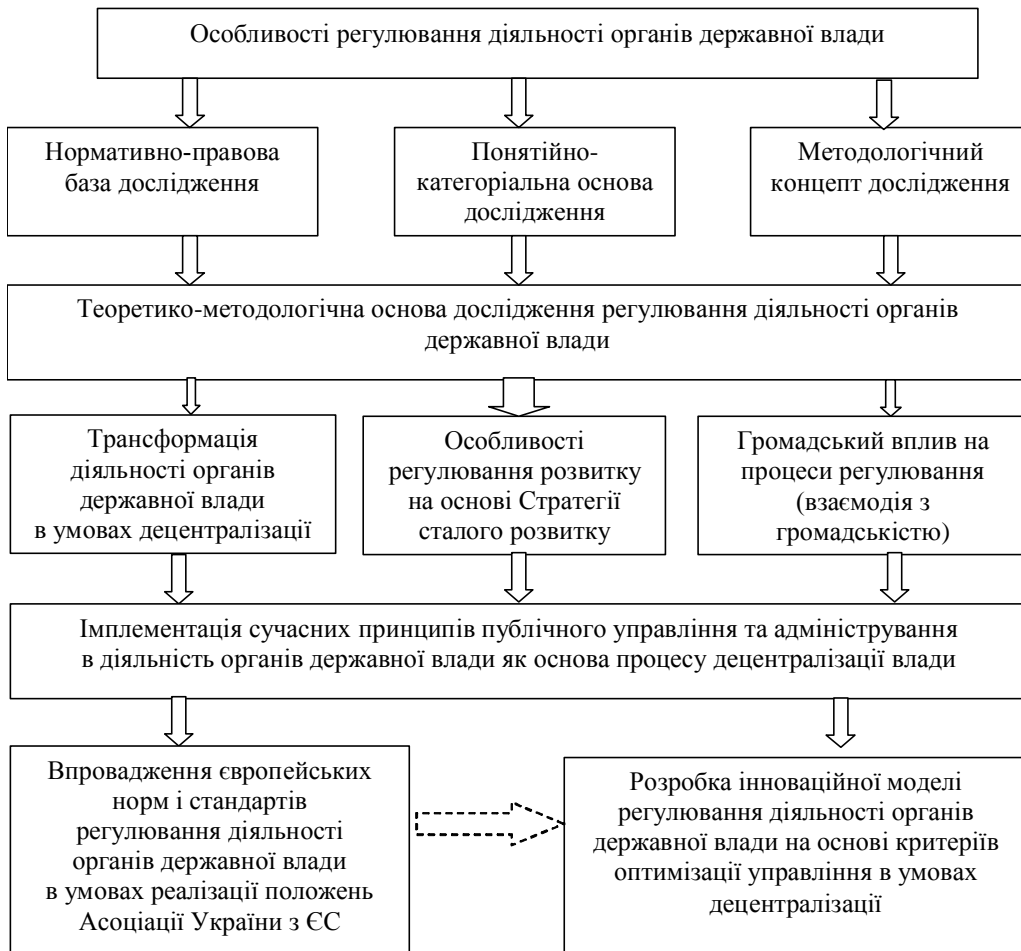 Особливості регулювання діяльності органів державної влади
Нормативно-правова
база дослідження
Понятійно-
категоріальна основа
дослідження
Методологічний
концепт дослідження
Теоретико-методологічна основа дослідження регулювання діяльності органів
державної влади
Трансформація
діяльності органів
державної влади
в умовах децентралізації
Особливості
регулювання розвитку
на основі Стратегії
сталого розвитку
Громадський вплив на
процеси регулювання
(взаємодія з
громадськістю)
Імплементація сучасних принципів публічного управління та адміністрування
в діяльність органів державної влади як основа процесу децентралізації влади
Впровадження європейських
норм і стандартів
регулювання діяльності
органів державної влади
в умовах реалізації положень
Асоціації України з ЄС
Розробка інноваційної моделі
регулювання діяльності органів
державної влади на основі критеріїв
оптимізації управління в умовах
децентралізації